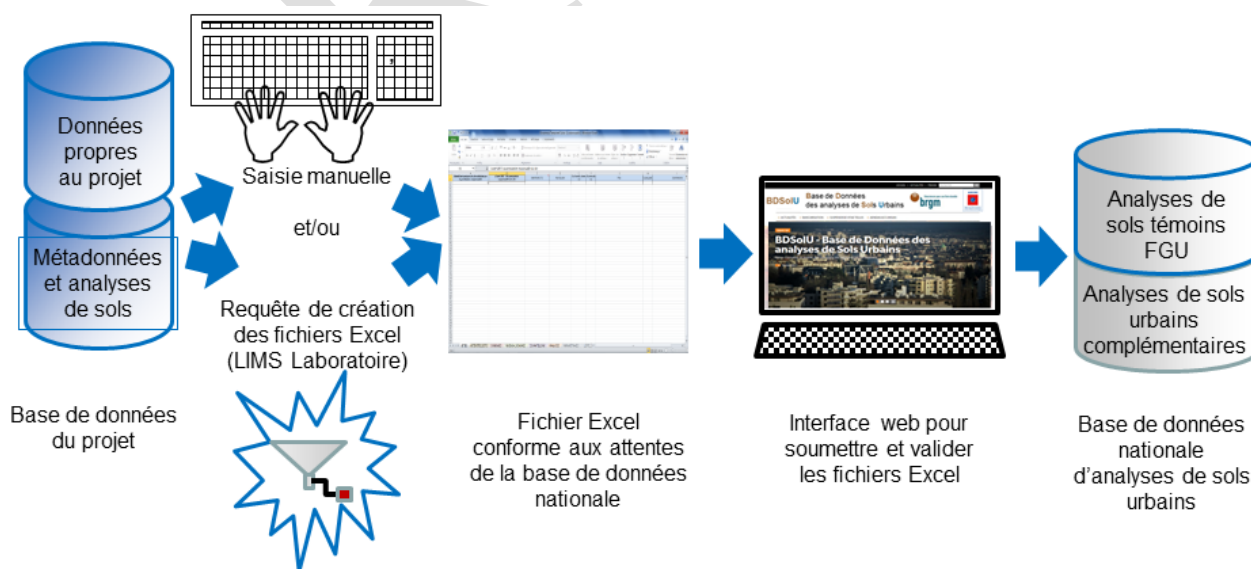 Données
propres
au projet
Métadonnées
et analyses
de sols
Base de données
du projet
Saisie manuelle
et/ou
Requête de création
des fichiers Excel
(LIMS Laboratoire)
Fichier Excel
conforme aux attentes
de la base de données
nationale
BDSolU
Base de Données
des analyses de Sols Urbains
brgm
BDSolU - Base de Données des
analyses de Sols Urbains
Interface web pour
soumettre et valider
les fichiers Excel
Analyses de
sols témoins
FGU
Analyses de sols
urbains
complémentaires
Base de données
nationale
d'analyses de sols
urbains